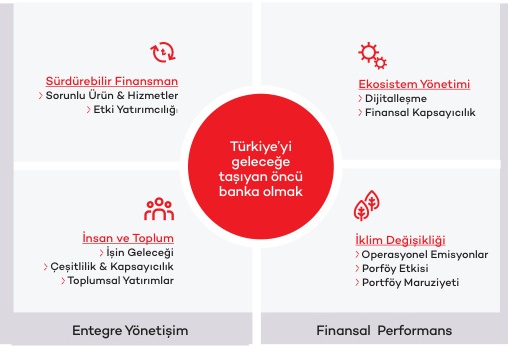 Sürdürebilir Finansman
> Sorunlu Ürün & Hizmetler
> Etki Yatırımcılığı
Ekosistem Yönetimi
> Dijitalleşme
> Finansal Kapsayıcılık
Türkiye'yi
geleceğe
taşıyan öncü
banka olmak
İnsan ve Toplum
> İşin Geleceği
> Çeşitlilik & Kapsayıcılık
> Toplumsal Yatırımlar
İklim Değişikliği
> Operasyonel Emisyonlar
> Porföy Etkisi
> Portföy Maruziyeti
Entegre Yönetişim
Finansal Performans